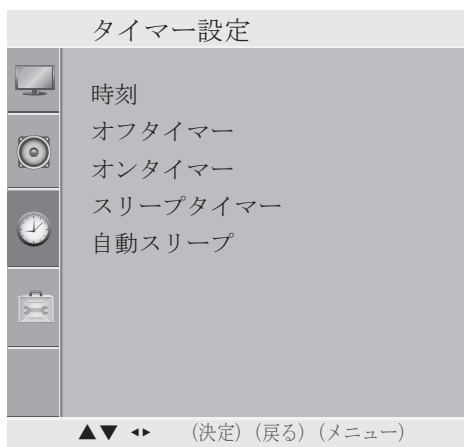 タイマー設定
時刻
オフタイマー
オンタイマー
スリープタイマー
自動スリープ
▲▼ ◂▸ (決定) (戻る) (メニュー)